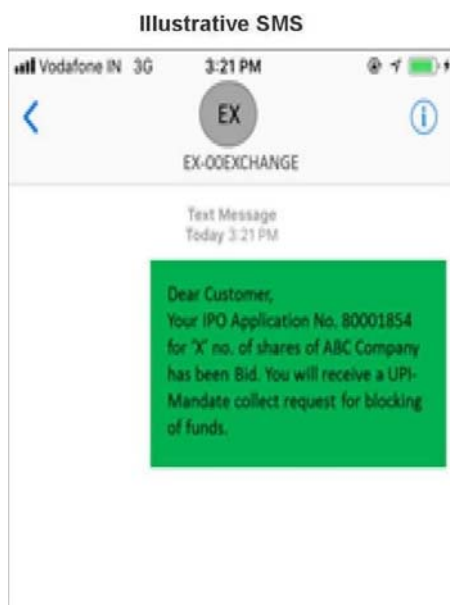 Illustrative SMS
Vodafone IN 3G 3:21 PM
EX
EX-00EXCHANGE
Text Message
Today 3:21 PM
Dear Customer,
Your IPO Application No. 80001854
for 'X' no. of shares of ABC Company
has been Bid. You will receive a UPI-
Mandate collect request for blocking
of funds.